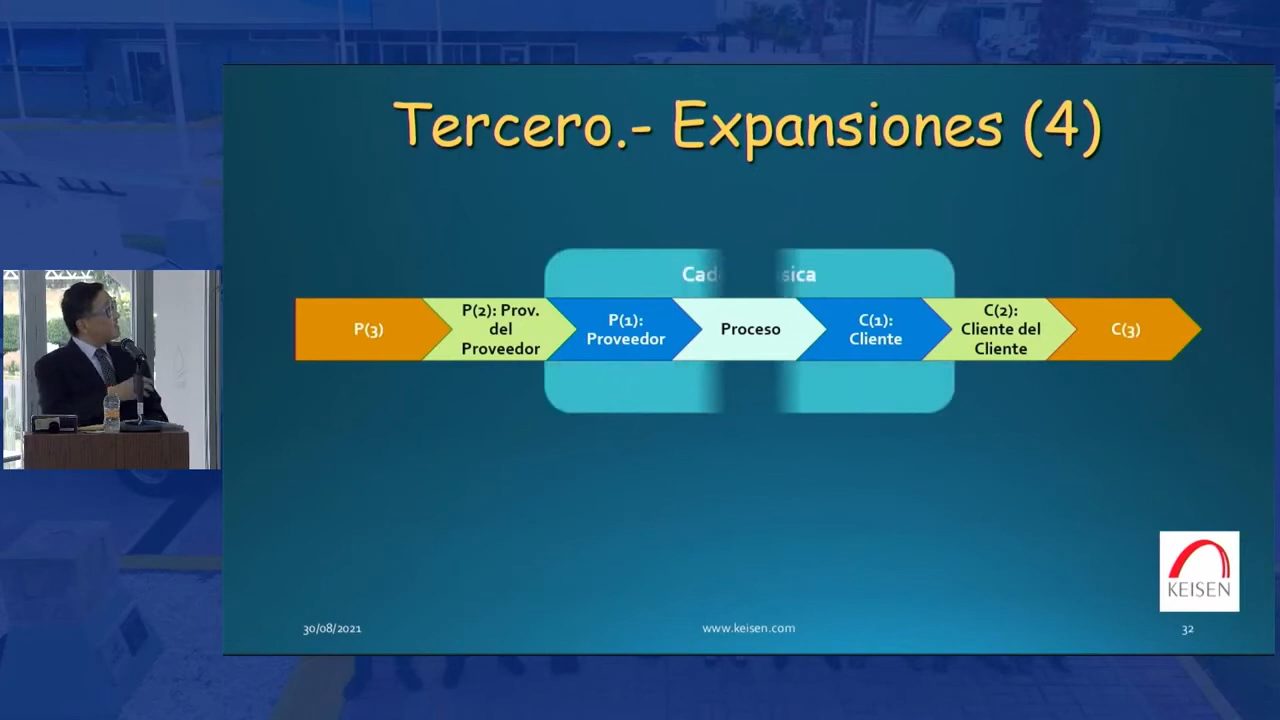 Tercero.- Expansiones (4)
P(3)
P(2): Prov.
del
Proveedor
P(1):
Proveedor
Proceso
C(1):
Cliente
C(2):
Cliente del
Cliente
C(3)
KEISEN
30/08/2021
www.keisen.com
32